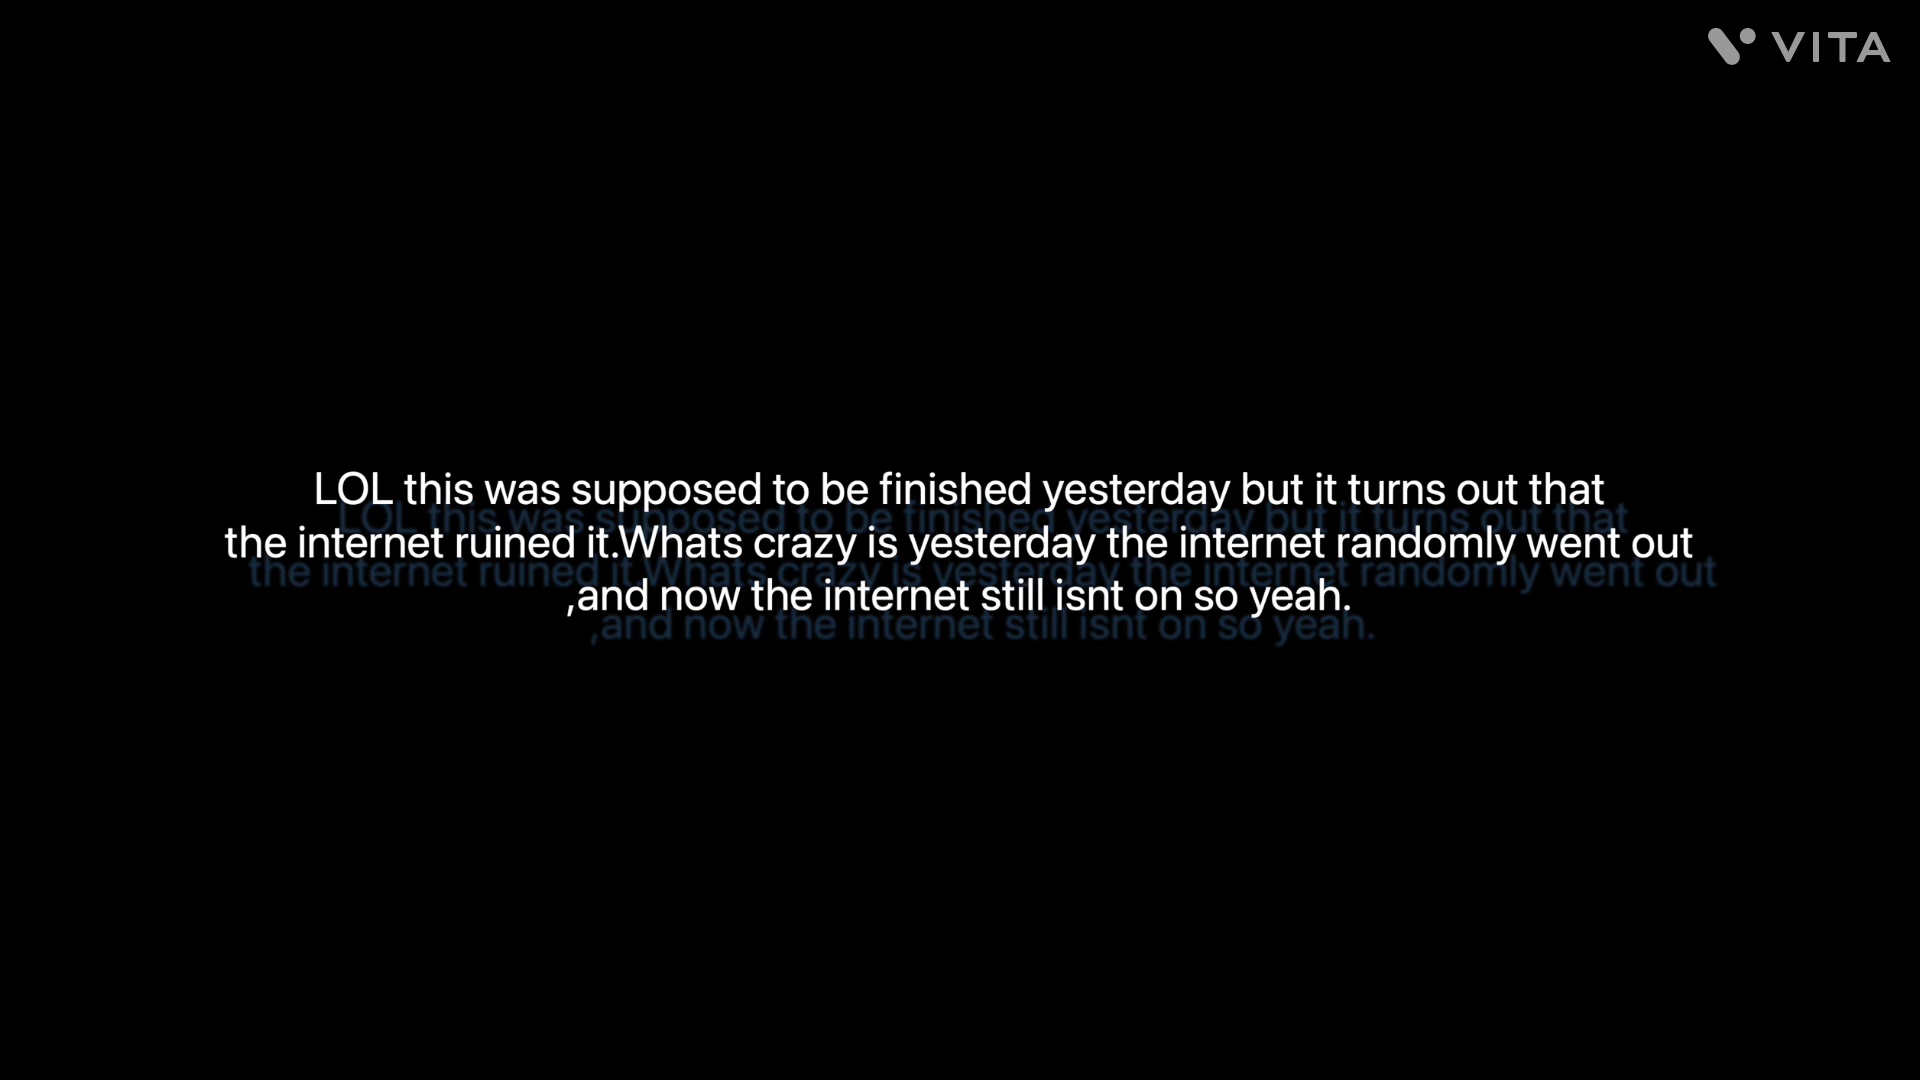 VITA
LOL this was supposed to be finished yesterday but it turns out that
the internet ruined it.Whats crazy is yesterday the internet randomly went out
,and now the internet still isnt on so yeah.